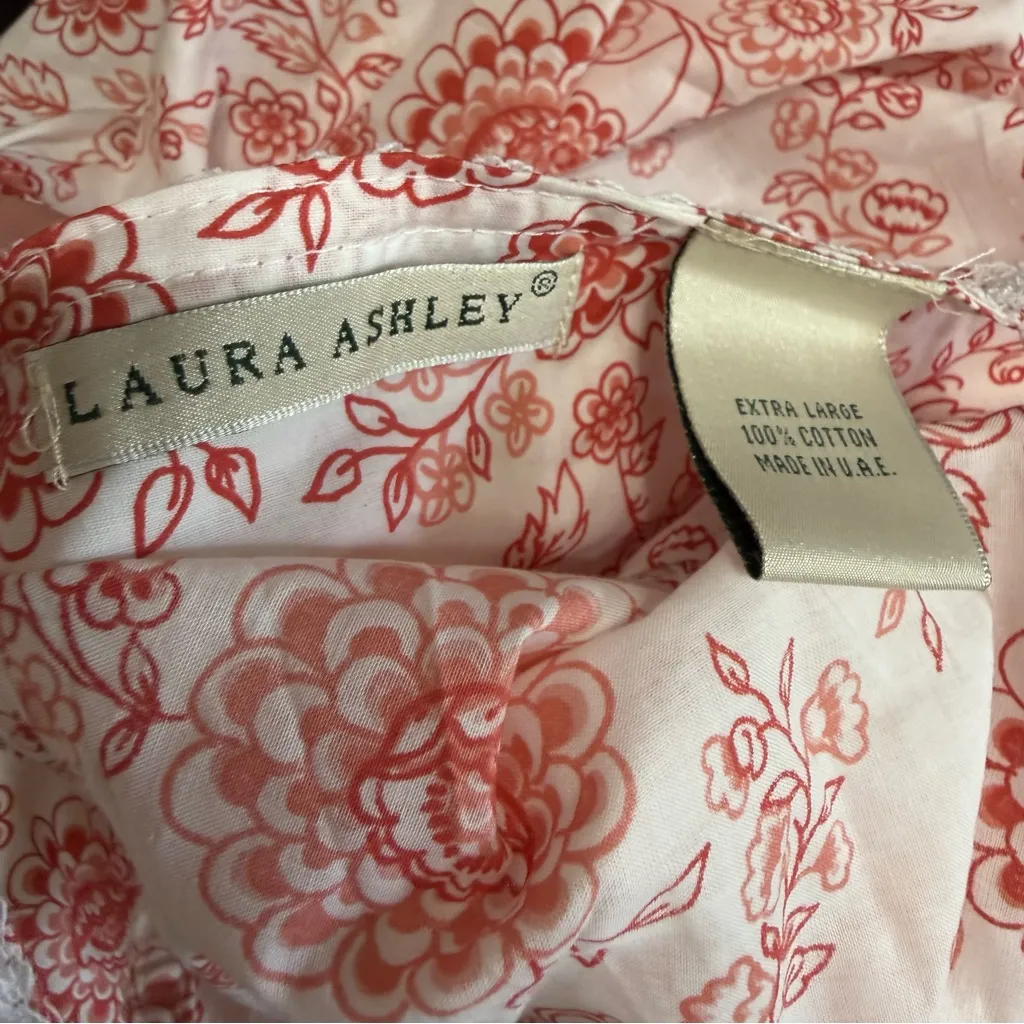 LAURA ASHLEY®
EXTRA LARGE
100% COTTON
MADE IN U.A.E.